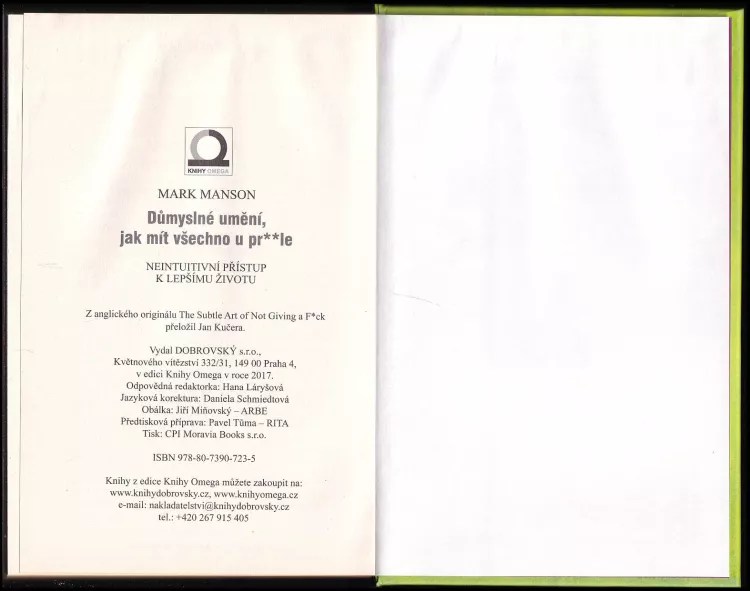 KNIHY OMEGA
MARK MANSON
Důmyslné umění,
jak mít všechno u pr**le
NEINTUITIVNÍ PŘÍSTUP
K LEPŠÍMU ŽIVOTU
Z anglického originálu The Subtle Art of Not Giving a F*ck
přeložil Jan Kučera.
Vydal DOBROVSKÝ s.r.o.,
Květnového vítězství 332/31, 149 00 Praha 4,
v edici Knihy Omega v roce 2017.
Odpovědná redaktorka: HanaLáryšová
Jazyková korektura: Daniela Schmiedtová
Obálka: Jiří Miňovský – ARBE
Předtisková příprava: Pavel Tůma – RITA
Tisk: CPI Moravia Books s.r.o.
ISBN 978-80-7390-723-5
Knihy z edice Knihy Omega můžete zakoupit na:
www.knihydobrovsky.cz, www.knihyomega.cz
e-mail: nakladatelstvi@knihydobrovsky.cz
tel.: +420 267 915 405